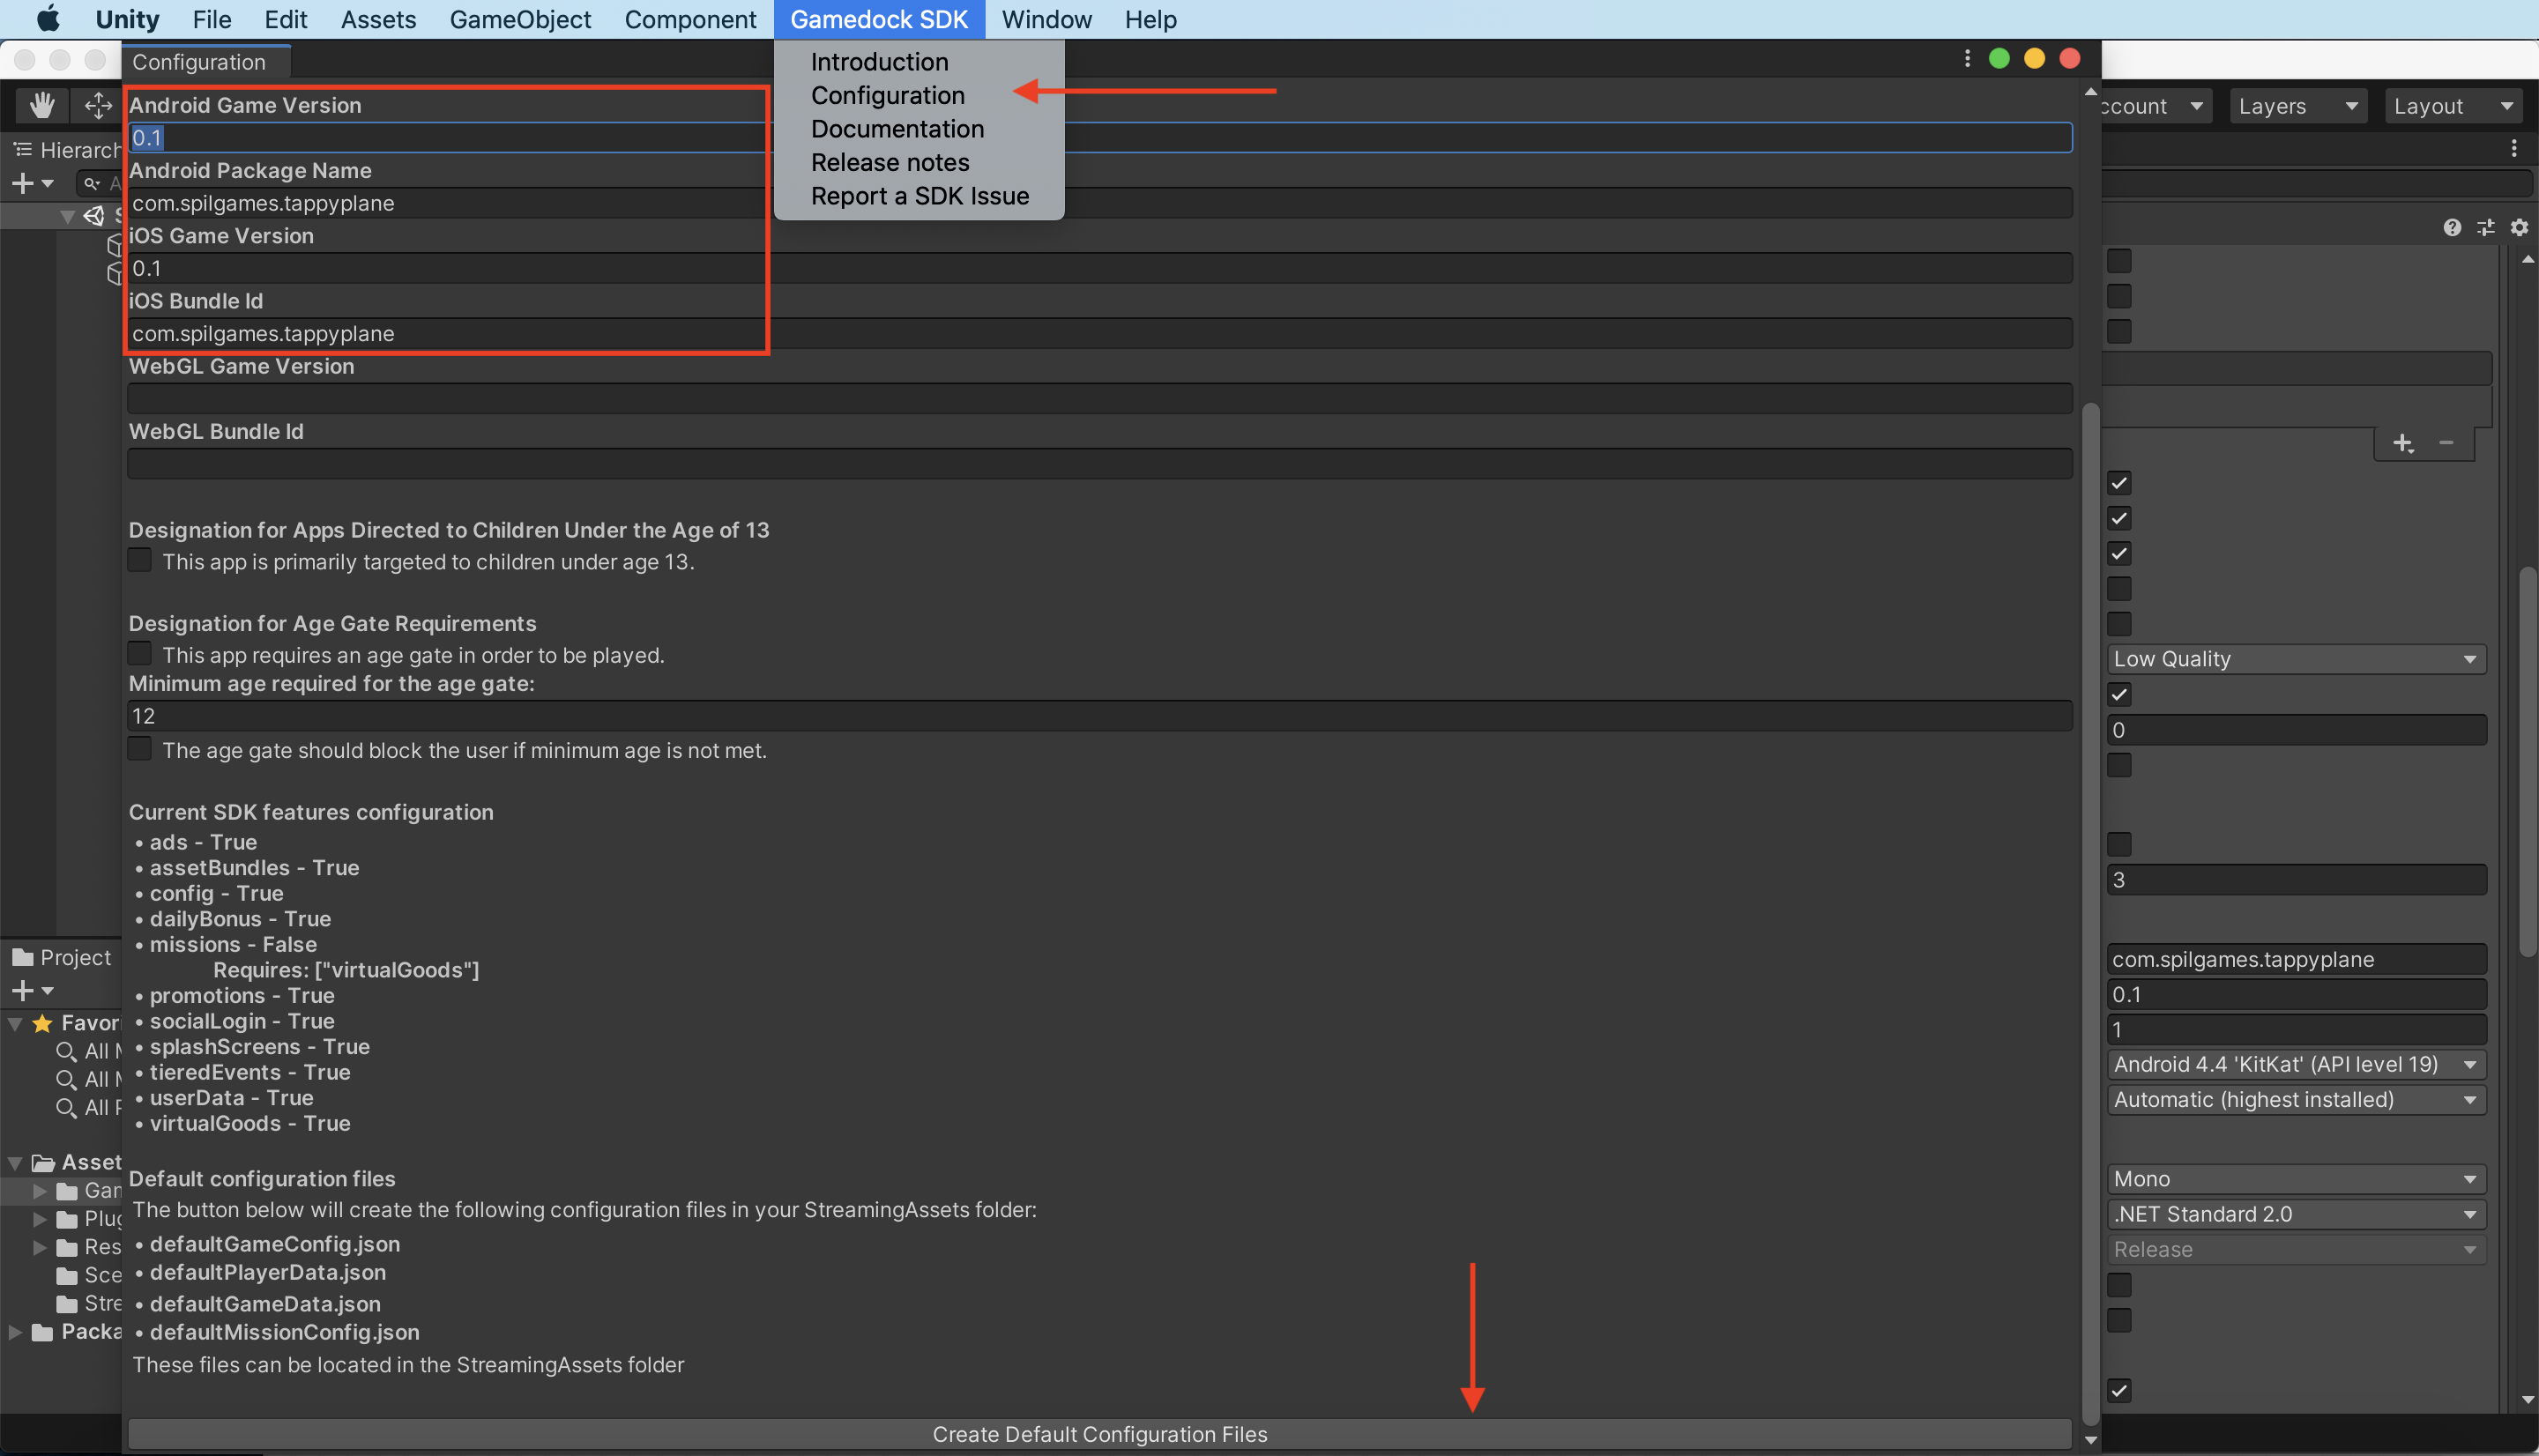 Unity File Edit Assets GameObject Component Gamedock SDK Window Help
Configuration
Introduction
Configuration
Documentation
Release notes
Report a SDK Issue
Layers
Layout
Android Game Version
0.1
Android Package Name
com.spilgames.tappyplane
iOS Game Version
0.1
iOS Bundle Id
com.spilgames.tappyplane
WebGL Game Version
WebGL Bundle Id
Designation for Apps Directed to Children Under the Age of 13
This app is primarily targeted to children under age 13.
Designation for Age Gate Requirements
This app requires an age gate in order to be played.
Minimum age required for the age gate:
12
The age gate should block the user if minimum age is not met.
Current SDK features configuration
• ads - True
• assetBundles - True
• config - True
• dailyBonus - True
• missions - False
Requires: ["virtualGoods"]
• promotions - True
• socialLogin - True
• splashScreens - True
• tieredEvents - True
• userData - True
• virtualGoods - True
Default configuration files
The button below will create the following configuration files in your StreamingAssets folder:
• defaultGameConfig.json
• defaultPlayerData.json
• defaultGameData.json
• defaultMissionConfig.json
These files can be located in the StreamingAssets folder
Create Default Configuration Files
Hierarch
Project
Favor
All
All
All
Asset
Gam
Plug
Res
Sce
Stre
Packa
ccount
Low Quality
0
3
com.spilgames.tappyplane
0.1
1
Android 4.4 'KitKat' (API level 19)
Automatic (highest installed)
Mono
.NET Standard 2.0
Release